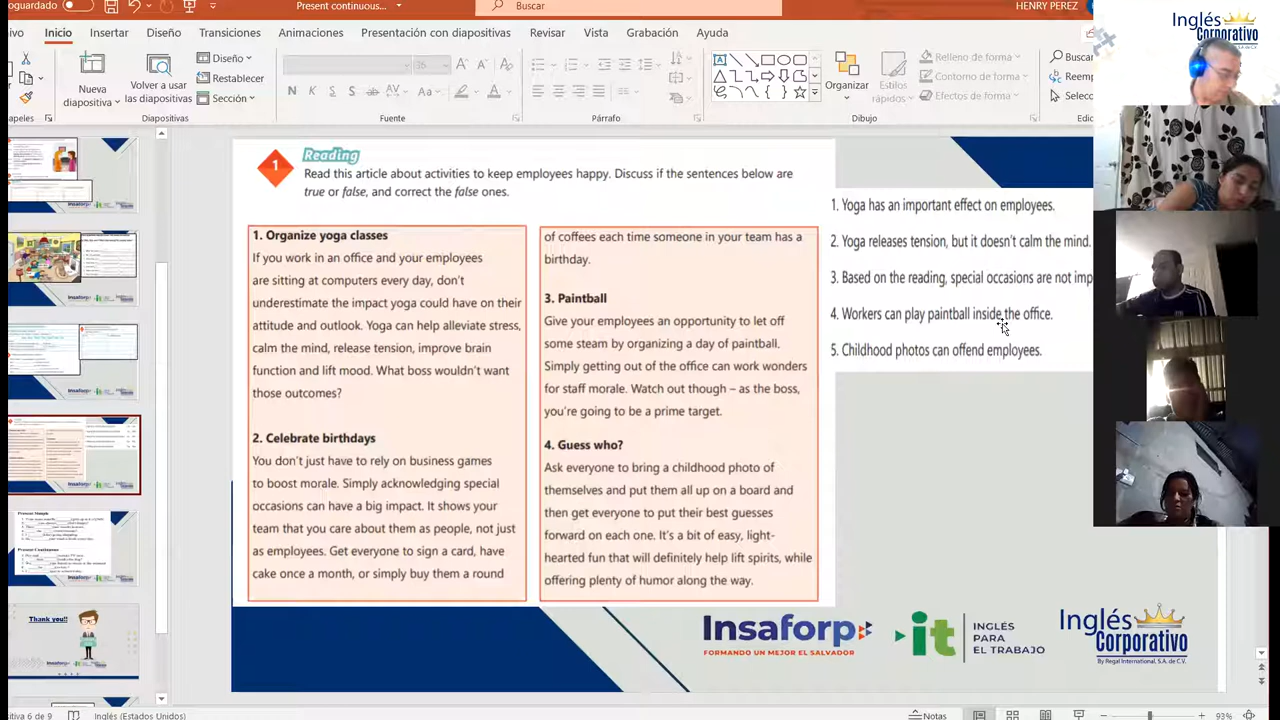 oguardado
Present continuous...
Buscar
HENRY PEREZ
ivo Inicio Insertar Diseño Transiciones Animaciones Presentación con diapositivas Revisar Vista Grabación Ayuda
Nueva
diapositiva
Volver a usar
las diapositivas
Diseño
Restablecer
Sección
Organizar
Estilos
rápidos
Relleno de forma
Contorno de forma
Efectos de forma
Buscar
Reemp
Selecc
apeles
Diapositivas
Fuente
Párrafo
Dibujo
Edic
Inglés
Corporativo
S.A. de C.V.
1
Reading
Read this article about activities to keep employees happy. Discuss if the sentences below are
true or false, and correct the false ones.
1. Organize yoga classes
If you work in an office and your employees
are sitting at computers every day, don't
underestimate the impact yoga could have on their
attitude and outlook. Yoga can help alleviate stress,
calm the mind, release tension, improve
function and lift mood. What boss wouldn't want
those outcomes?
2. Celebrate birthdays
You don't just have to rely on business games
to boost morale. Simply acknowledging special
occasions can have a big impact. It shows your
team that you care about them as people, not just
as employees. Get everyone to sign a card, have
cake once a month, or simply buy them a round
of coffees each time someone in your team has a
birthday.
3. Paintball
Give your employees an opportunity to let off
some steam by organizing a day of paintball.
Simply getting out of the office can work wonders
for staff morale. Watch out though – as the boss,
you're going to be a prime target.
4. Guess who?
Ask everyone to bring a childhood photo of
themselves and put them all up on a board and
then get everyone to put their best guesses
forward on each one. It's a bit of easy, light-
hearted fun that will definitely help lift spirits, while
offering plenty of humor along the way.
1. Yoga has an important effect on employees.
2. Yoga releases tension, but it doesn't calm the mind.
3. Based on the reading, special occasions are not imp
4. Workers can play paintball inside the office.
5. Childhood photos can offend employees.
Present Simple
Present Continuous
Thank you!!
Insaforp
FORMANDO UN MEJOR EL SALVADOR
it
INGLÉS
PARA
EL TRABAJO
Inglés
Corporativo
By Regal International, S.A. de C.V.
itiva 6 de 9
Inglés (Estados Unidos)
Notas
93%